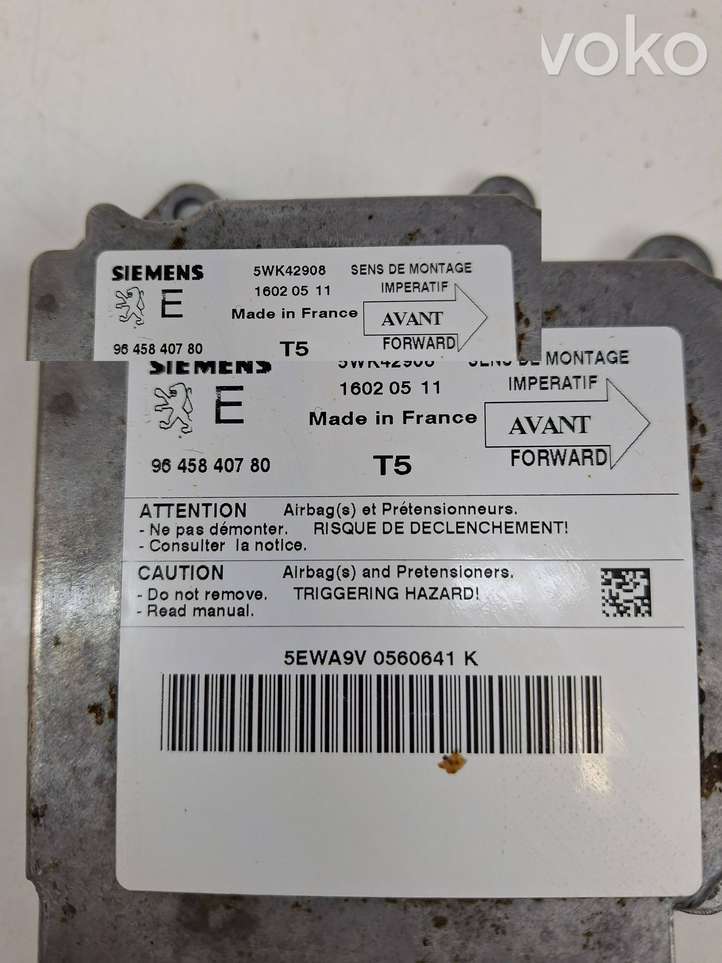 voko
SIEMENS 5WK42908 SENS DE MONTAGE
E 1602 05 11 IMPERATIF
Made in France AVANT
96 458 407 80 T5 FORWARD
SIEMENS 5WK42908 SENS DE MONTAGE
E 1602 05 11 IMPERATIF
Made in France AVANT
96 458 407 80 T5 FORWARD
ATTENTION Airbag(s) et Prétensionneurs.
- Ne pas démonter. RISQUE DE DECLENCHEMENT!
- Consulter la notice.
CAUTION Airbag(s) and Pretensioners.
- Do not remove. TRIGGERING HAZARD!
- Read manual.
5EWA9V 0560641 K